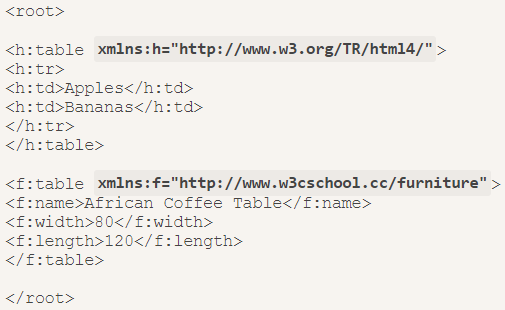 <root>
<h:table xmlns:h="http://www.w3.org/TR/html4/">
<h:tr>
<h:td>Apples</h:td>
<h:td>Bananas</h:td>
</h:tr>
</h:table>
<f:table xmlns:f="http://www.w3cschool.cc/furniture">
<f:name>African Coffee Table</f:name>
<f:width>80</f:width>
<f:length>120</f:length>
</f:table>
</root>